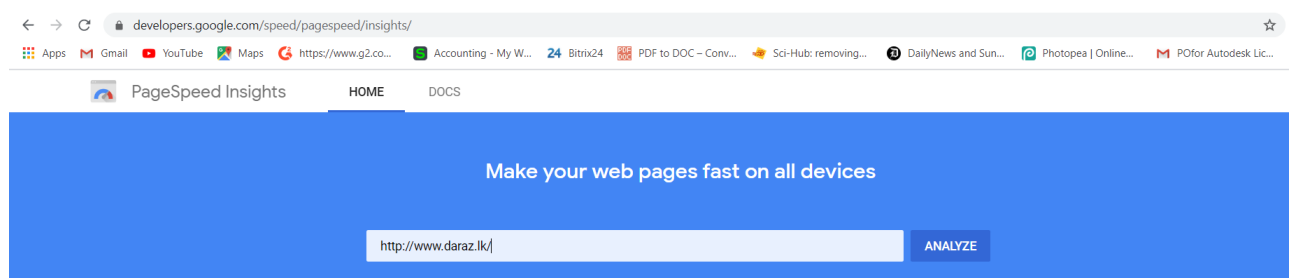 developers.google.com/speed/pagespeed/insights/
Apps Gmail YouTube Maps https://www.g2.co... Accounting - My W... 24 Bitrix24 PDF to DOC – Conv... Sci-Hub: removing... DailyNews and Sun... Photopea | Online... POfor Autodesk Lic...
PageSpeed Insights HOME DOCS
Make your web pages fast on all devices
http://www.daraz.lk/ ANALYZE